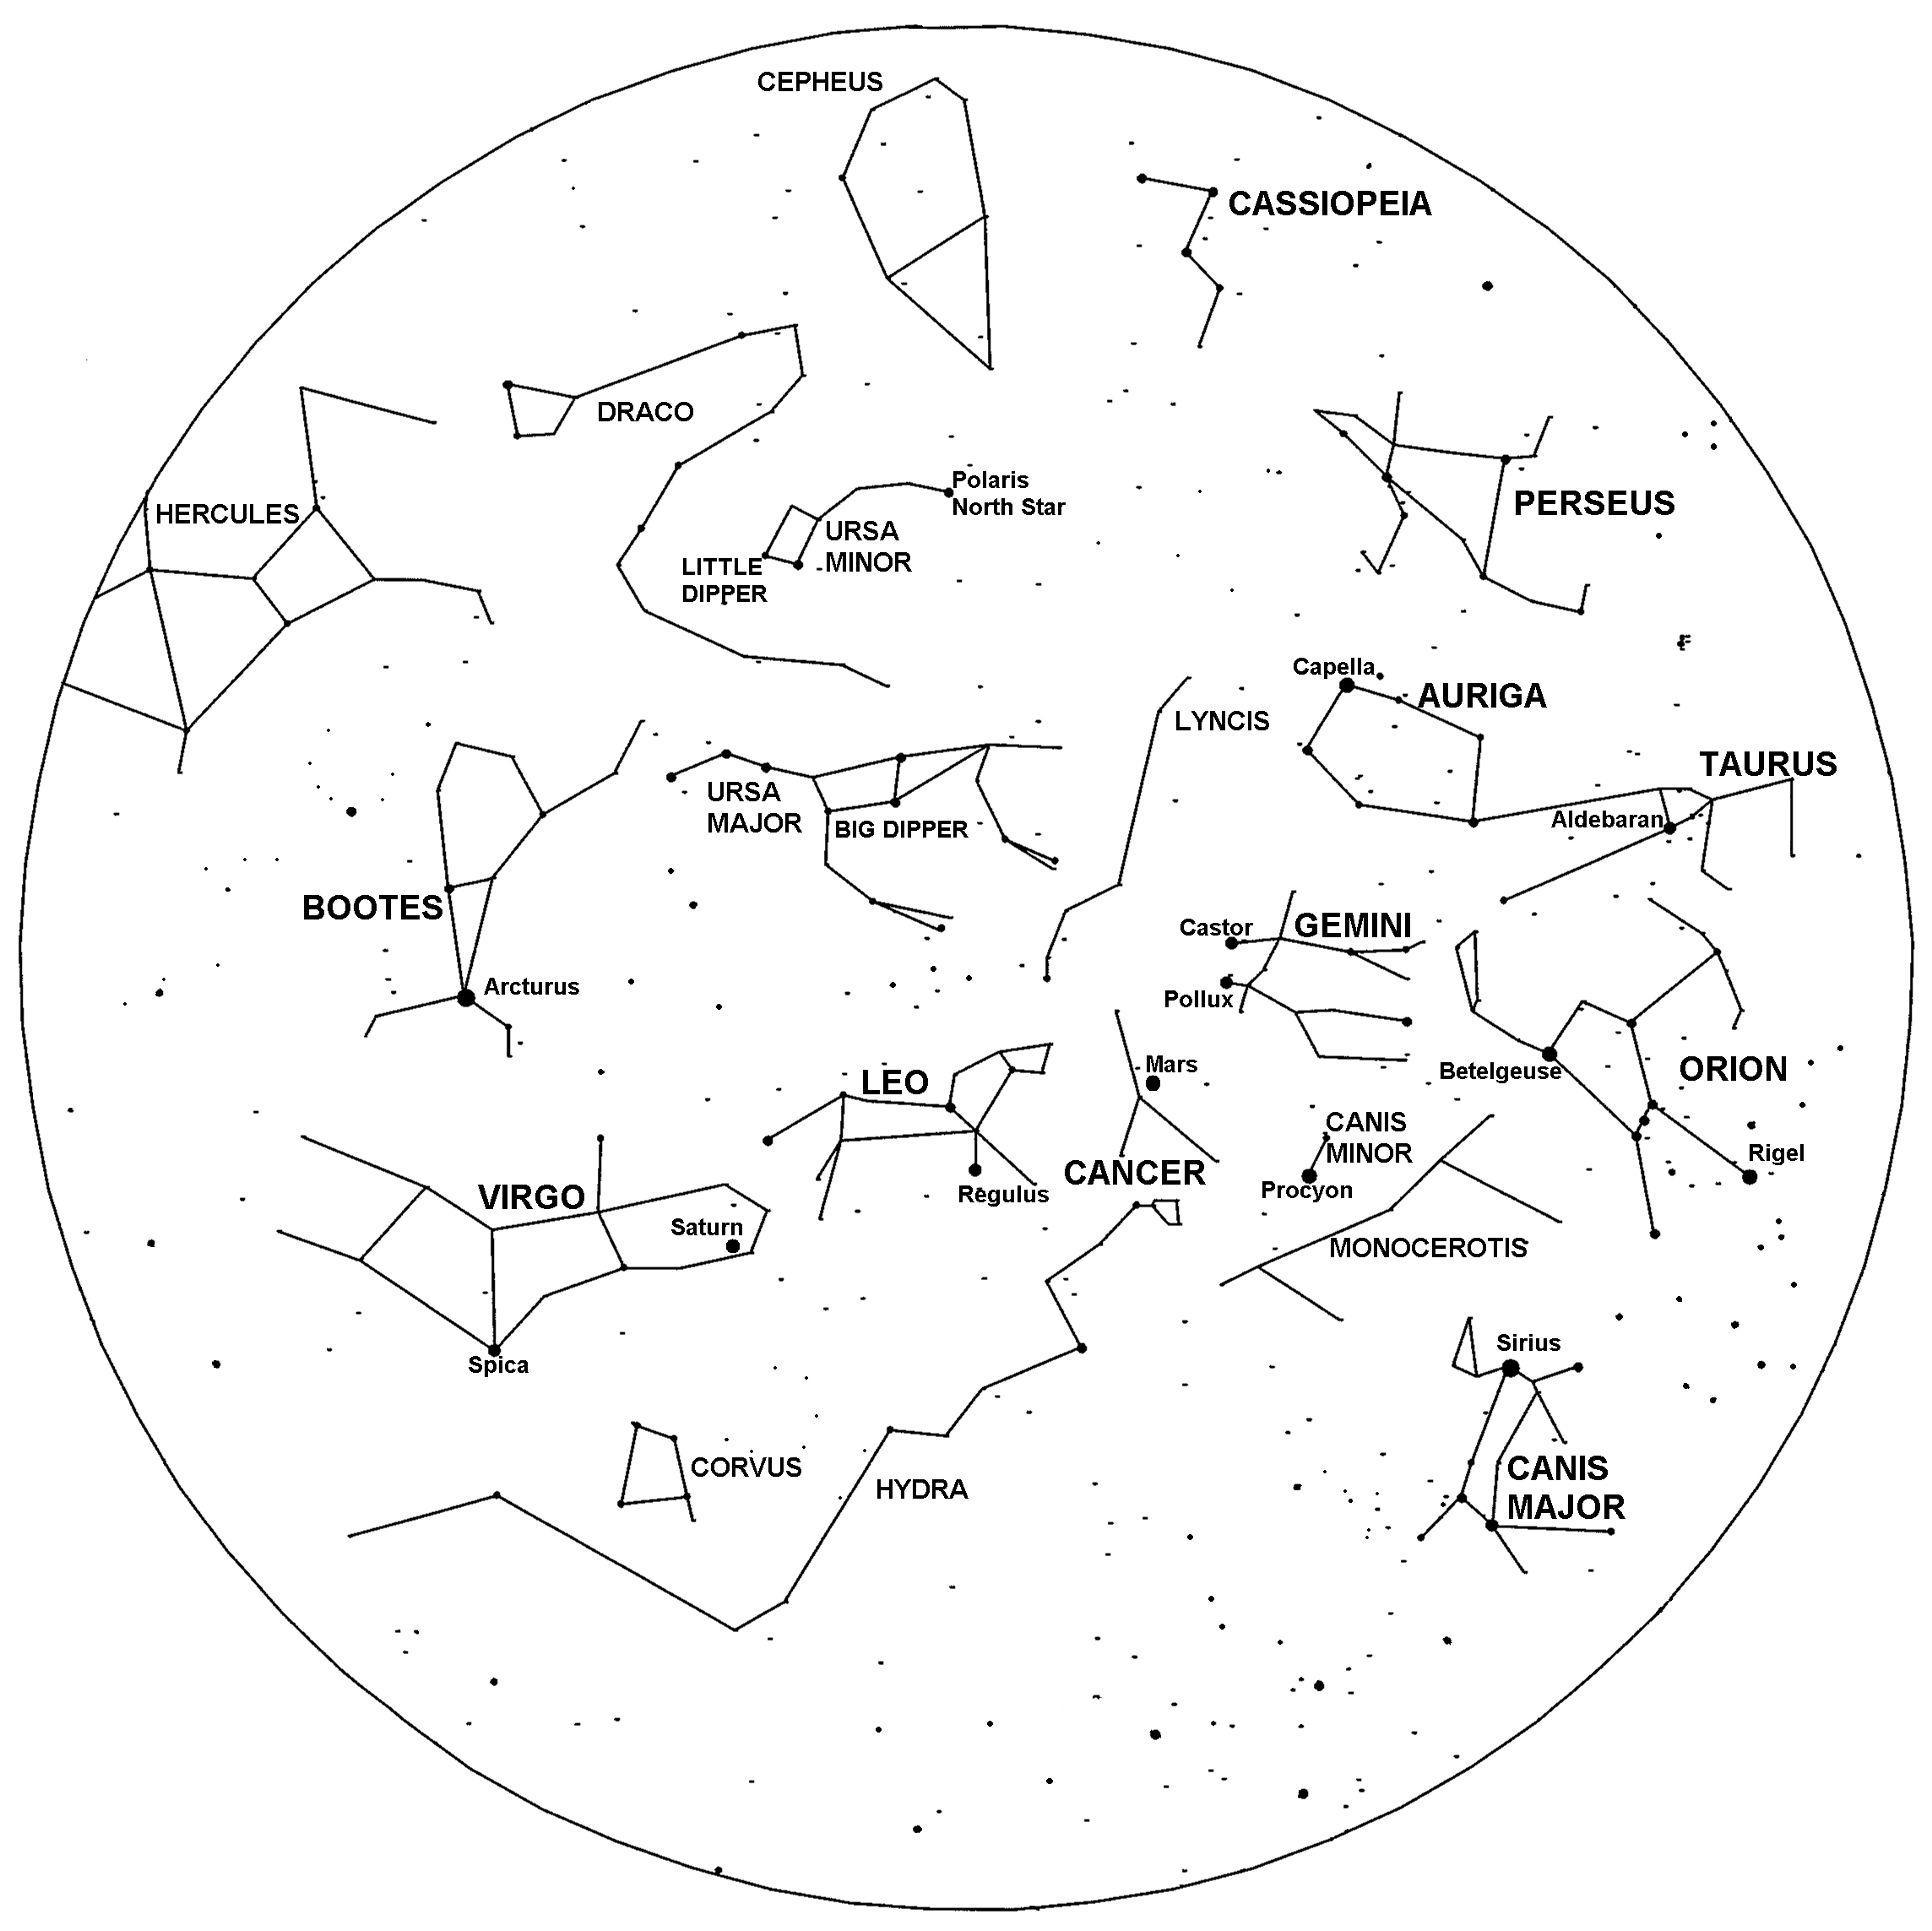 CEPHEUS
CASSIOPEIA
DRACO
Polaris
North Star
HERCULES
PERSEUS
URSA
MINOR
LITTLE
DIPPER
Capella
AURIGA
LYNCIS
TAURUS
URSA
MAJOR
BIG DIPPER
Aldebaran
BOOTES
Castor
GEMINI
Arcturus
Pollux
Mars
Betelgeuse
ORION
LEO
CANIS
MINOR
Rigel
CANCER
Regulus
Procyon
VIRGO
Saturn
MONOCEROTIS
Sirius
Spica
CORVUS
HYDRA
CANIS
MAJOR